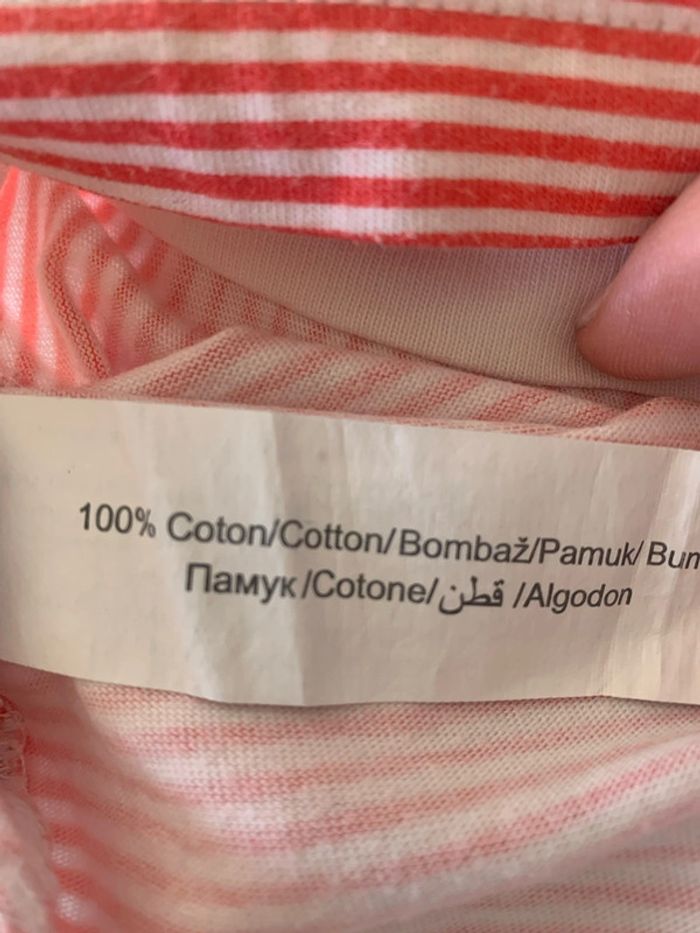 100% Coton/Cotton/Bombaž/Pamuk/
Памук/Cotone/قطن /Algodon